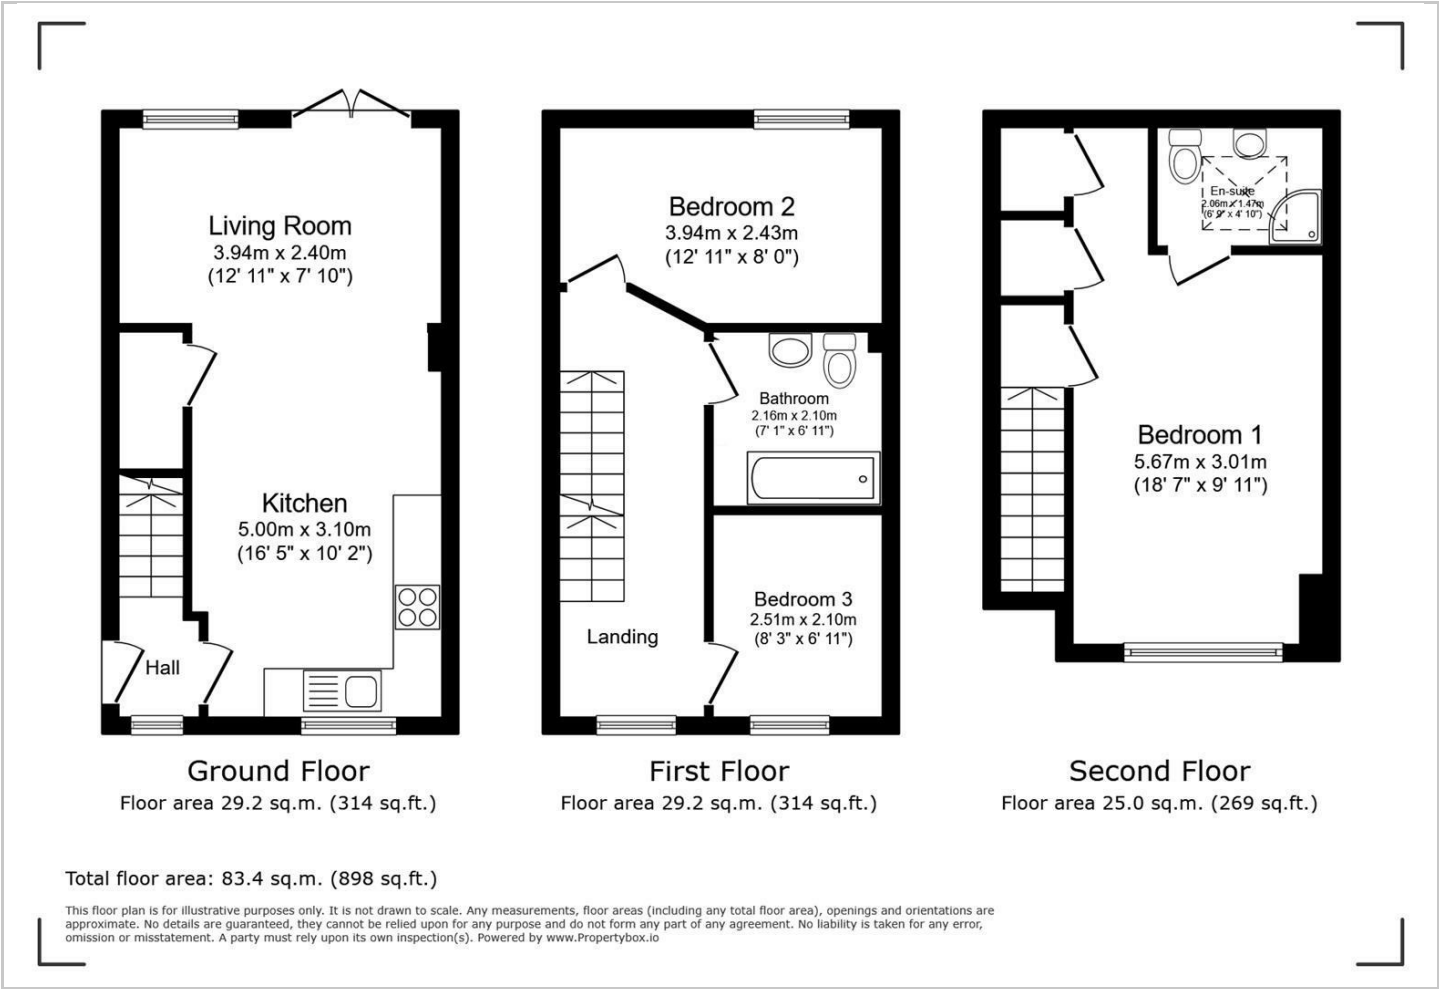 Living Room
3.94m x 2.40m
(12' 11" x 7' 10")
Kitchen
5.00m x 3.10m
(16' 5" x 10' 2")
Hall
Ground Floor
Floor area 29.2 sq.m. (314 sq.ft.)
Bedroom 2
3.94m x 2.43m
(12' 11" x 8' 0")
Bathroom
2.16m x 2.10m
(7' 1" x 6' 11")
Bedroom 3
2.51m x 2.10m
(8' 3" x 6' 11")
Landing
First Floor
Floor area 29.2 sq.m. (314 sq.ft.)
En-suite
2.06m x 1.47m
(6' 9" x 4' 10")
Bedroom 1
5.67m x 3.01m
(18' 7" x 9' 11")
Second Floor
Floor area 25.0 sq.m. (269 sq.ft.)
Total floor area: 83.4 sq.m. (898 sq.ft.)
This floor plan is for illustrative purposes only. It is not drawn to scale. Any measurements, floor areas (including any total floor area), openings and orientations are
approximate. No details are guaranteed, they cannot be relied upon for any purpose and do not form any part of any agreement. No liability is taken for any error,
omission or misstatement. A party must rely upon its own inspection(s). Powered by www.Propertybox.io